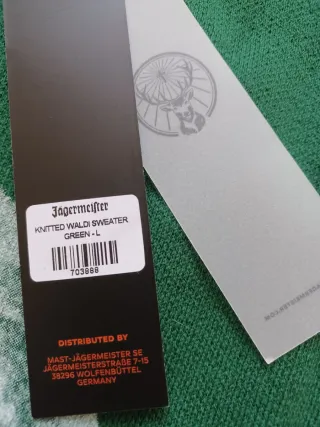 Jägermeister
KNITTED WALDI SWEATER
GREEN - L
703888
DISTRIBUTED BY
MAST-JÄGERMEISTER SE
JÄGERMEISTERSTRAßE 7-15
38296 WOLFENBÜTTEL
GERMANY